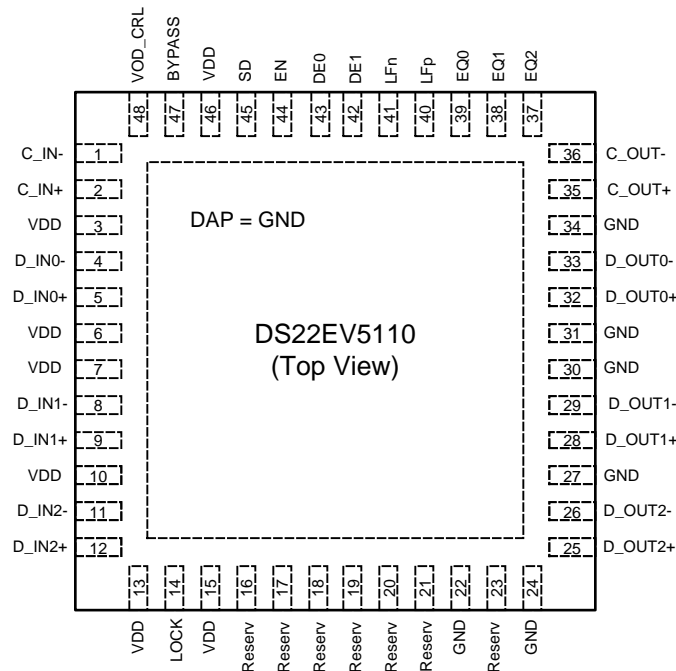 VOD_CRL
BYPASS
VDD
SD
EN
DE0
DE1
LFn
LFp
EQ0
EQ1
EQ2
48
47
46
45
44
43
42
41
40
39
38
37
C_IN- 1
C_IN+ 2
VDD 3
D_IN0- 4
D_IN0+ 5
VDD 6
VDD 7
D_IN1- 8
D_IN1+ 9
VDD 10
D_IN2- 11
D_IN2+ 12
DAP = GND
DS22EV5110
(Top View)
36 C_OUT-
35 C_OUT+
34 GND
33 D_OUT0-
32 D_OUT0+
31 GND
30 GND
29 D_OUT1-
28 D_OUT1+
27 GND
26 D_OUT2-
25 D_OUT2+
13
14
15
16
17
18
19
20
21
22
23
24
VDD
LOCK
VDD
Reserv
Reserv
Reserv
Reserv
Reserv
Reserv
GND
Reserv
GND